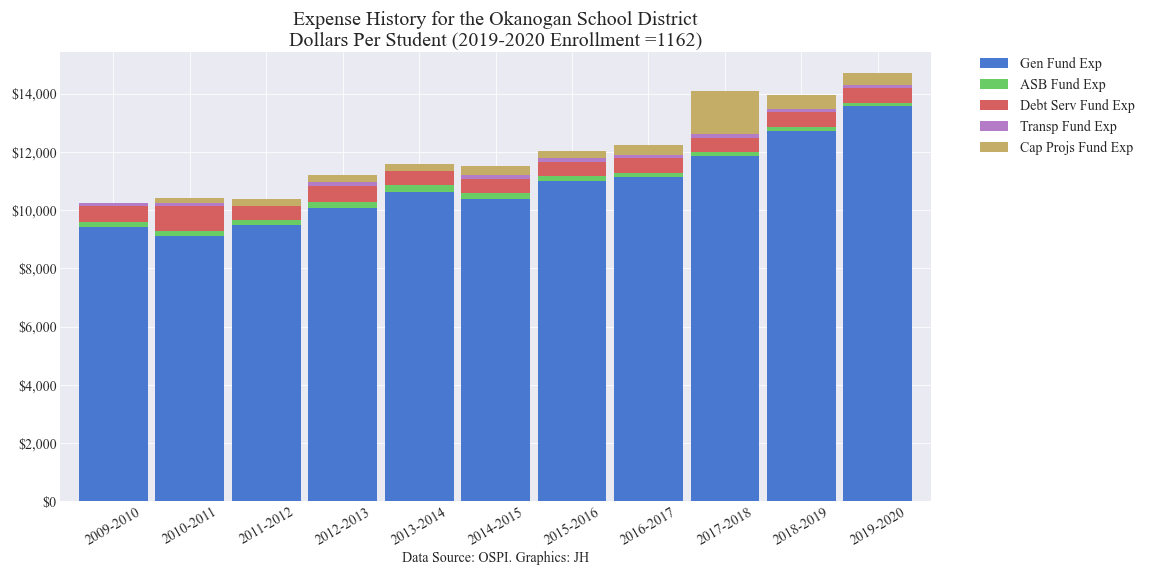 Expense History for the Okanogan School District
Dollars Per Student (2019-2020 Enrollment =1162)
Gen Fund Exp
ASB Fund Exp
Debt Serv Fund Exp
Transp Fund Exp
Cap Projs Fund Exp
$14,000
$12,000
$10,000
$8,000
$6,000
$4,000
$2,000
$0
2009-2010
2010-2011
2011-2012
2012-2013
2013-2014
2014-2015
2015-2016
2016-2017
2017-2018
2018-2019
2019-2020
Data Source: OSPI. Graphics: JH